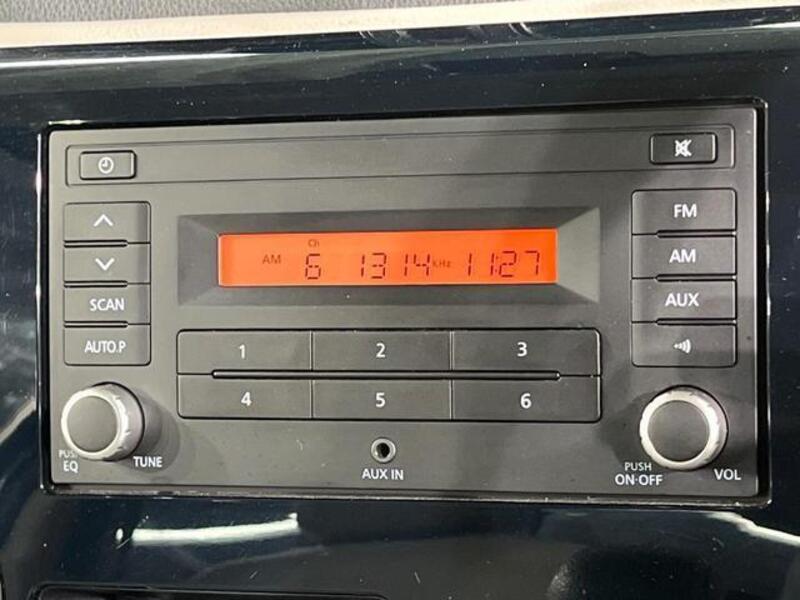 FM
AM Ch 6 1314 KHz 11:27
AM
SCAN
AUX
AUTO.P
1 2 3
4 5 6
PUSH
EQ
TUNE
AUX IN
PUSH
ON·OFF
VOL